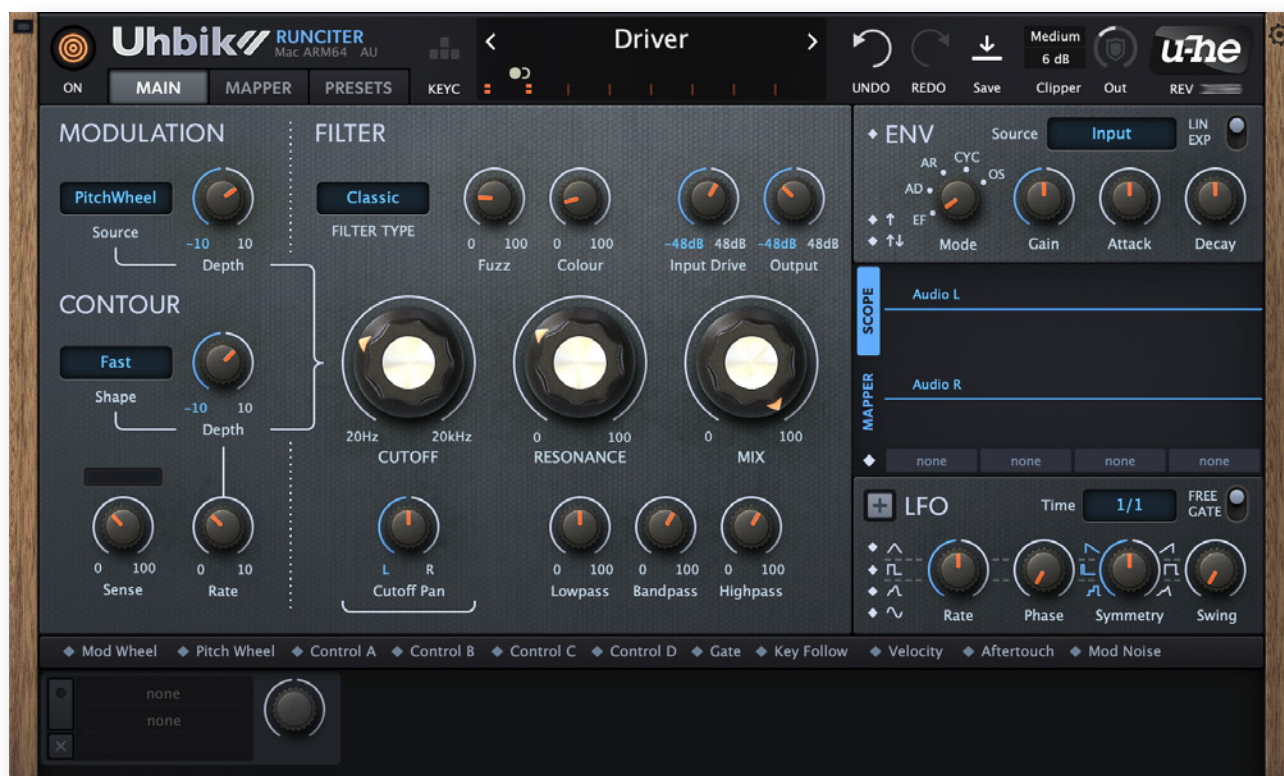 Uhbik RUNCITER
Mac ARM64 AU
Driver
Medium
6 dB
u-he
ON
MAIN
MAPPER
PRESETS
KEYC
UNDO
REDO
Save
Clipper
Out
REV
MODULATION
PitchWheel
Source
-10 10
Depth
CONTOUR
Fast
Shape
-10 10
Depth
0 100
Sense
0 10
Rate
FILTER
Classic
FILTER TYPE
0 100
Fuzz
0 100
Colour
-48dB 48dB
Input Drive
-48dB 48dB
Output
20Hz 20kHz
CUTOFF
0 100
RESONANCE
0 100
MIX
L R
Cutoff Pan
0 100
Lowpass
0 100
Bandpass
0 100
Highpass
ENV
Source
Input
LIN
EXP
EF
AD
AR
CYC
OS
Mode
Gain
Attack
Decay
SCOPE
MAPPER
Audio L
Audio R
none none none none
LFO
Time
1/1
FREE
GATE
Rate
Phase
Symmetry
Swing
Mod Wheel Pitch Wheel Control A Control B Control C Control D Gate Key Follow Velocity Aftertouch Mod Noise
none
none